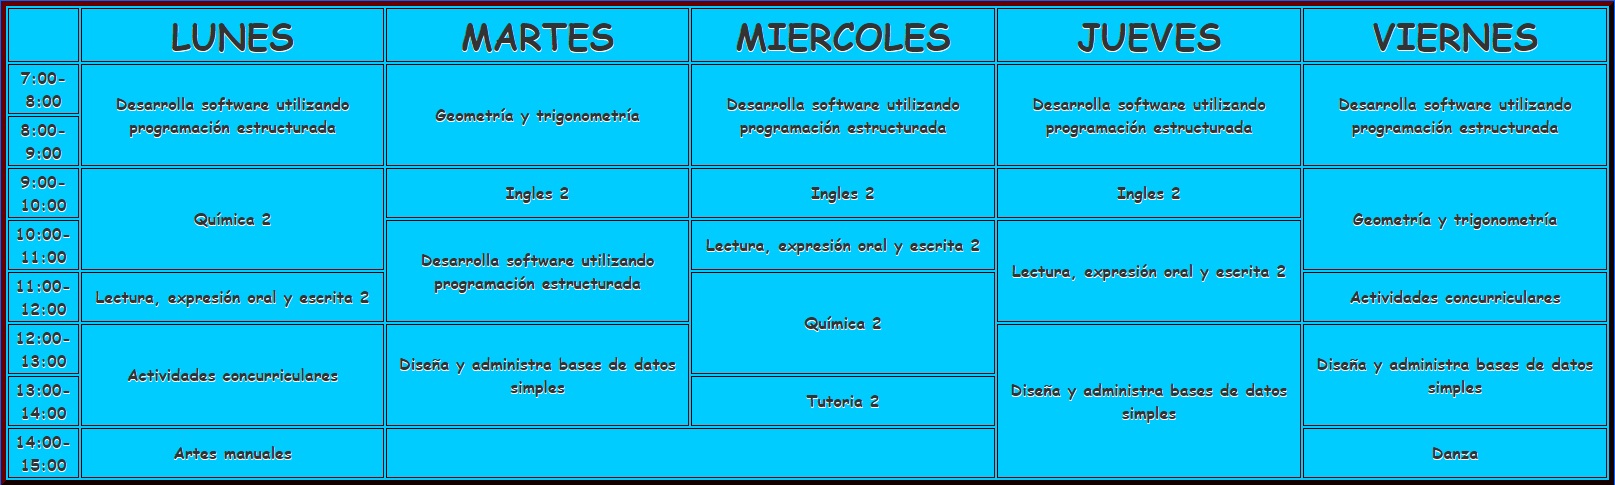 LUNES MARTES MIERCOLES JUEVES VIERNES
7:00-
8:00
Desarrolla software utilizando
programación estructurada
Geometría y trigonometría
Desarrolla software utilizando
programación estructurada
Desarrolla software utilizando
programación estructurada
Desarrolla software utilizando
programación estructurada
8:00-
9:00
9:00-
10:00
Química 2
Ingles 2
Ingles 2
Ingles 2
Geometría y trigonometría
10:00-
11:00
Desarrolla software utilizando
programación estructurada
Lectura, expresión oral y escrita 2
Lectura, expresión oral y escrita 2
11:00-
12:00
Lectura, expresión oral y escrita 2
Química 2
Actividades concurriculares
12:00-
13:00
Actividades concurriculares
Diseña y administra bases de datos
simples
Diseña y administra bases de datos
simples
Diseña y administra bases de datos
simples
13:00-
14:00
Tutoria 2
14:00-
15:00
Artes manuales
Danza